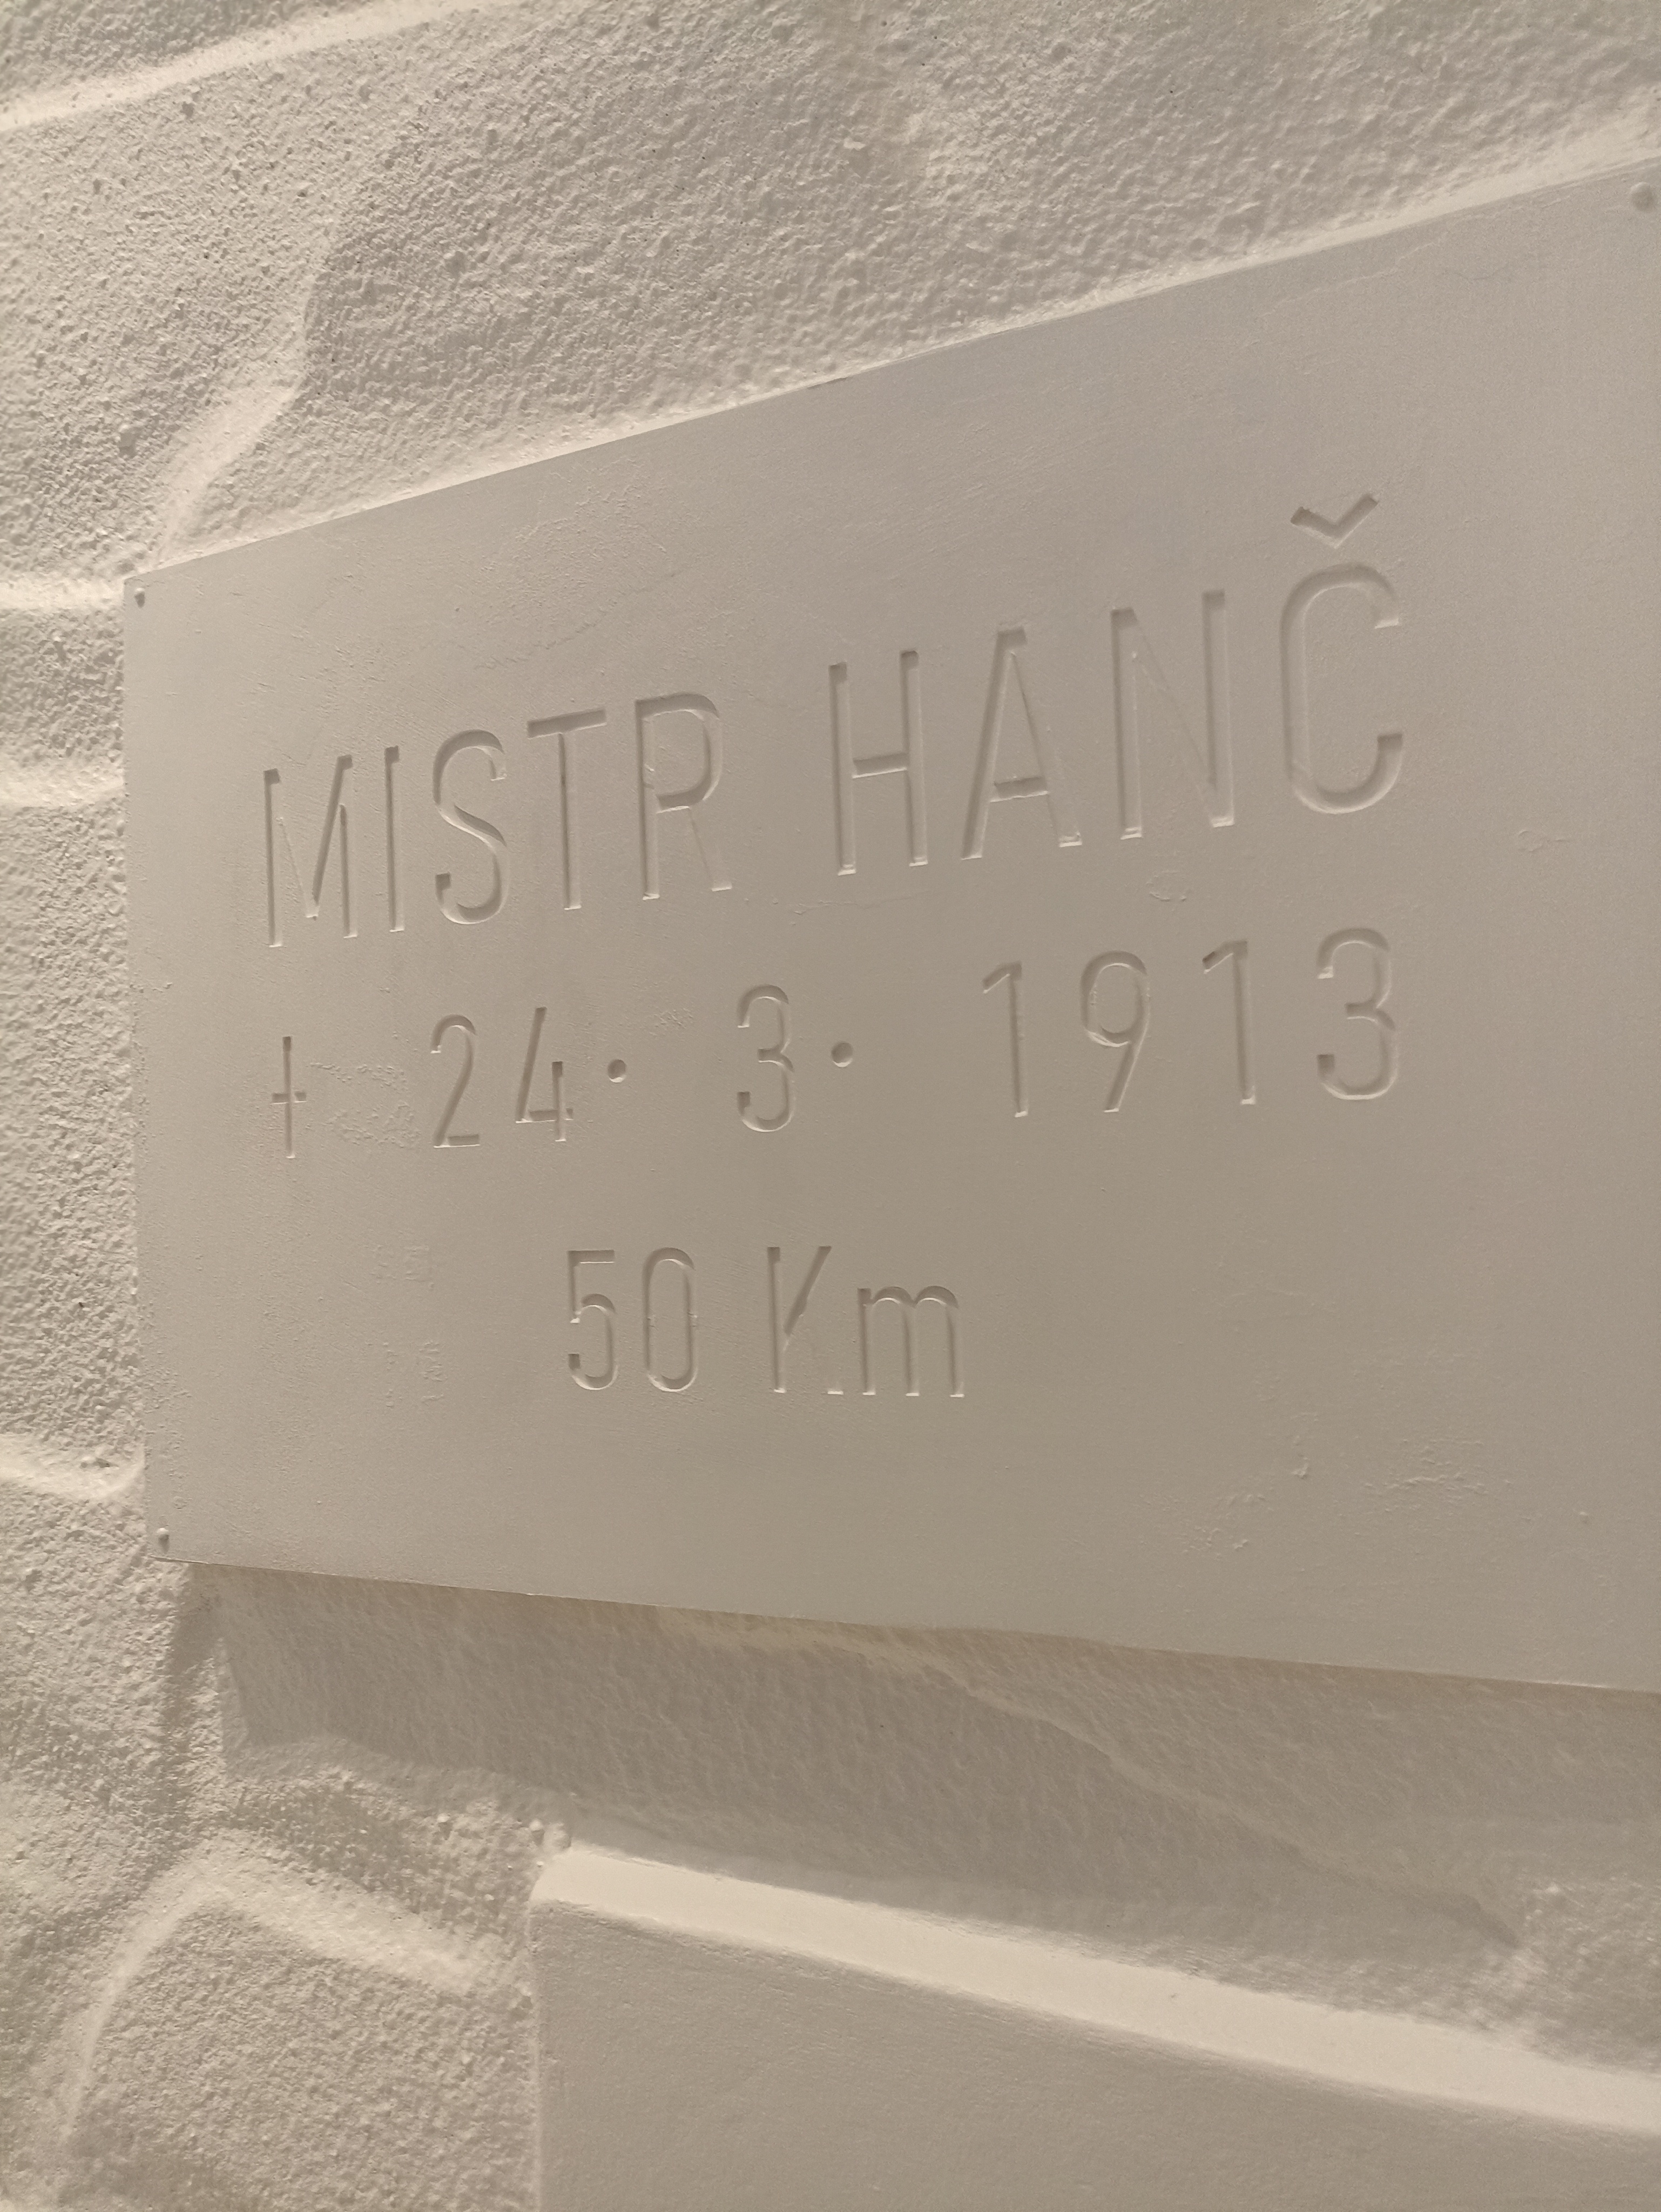 MISTR HANČ
† 24. 3. 1913
50 Km